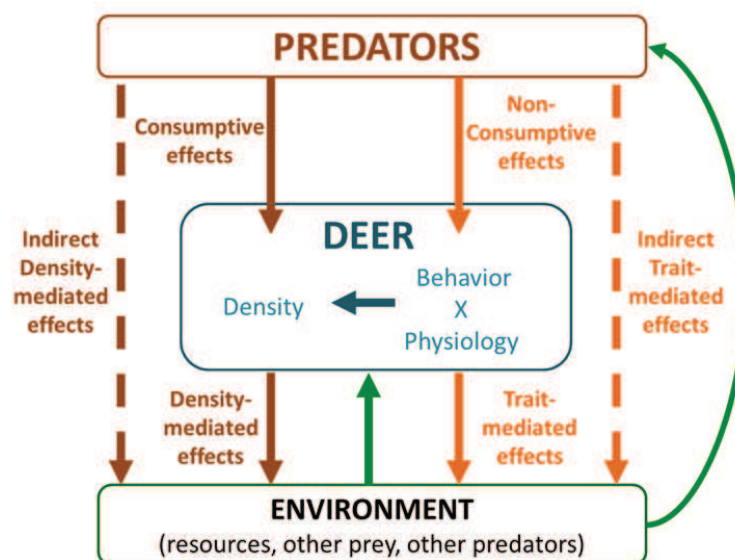 PREDATORS
Consumptive
effects
Non-
Consumptive
effects
Indirect
Density-
mediated
effects
DEER
Density
Behavior
X
Physiology
Indirect
Trait-
mediated
effects
Density-
mediated
effects
Trait-
mediated
effects
ENVIRONMENT
(resources, other prey, other predators)